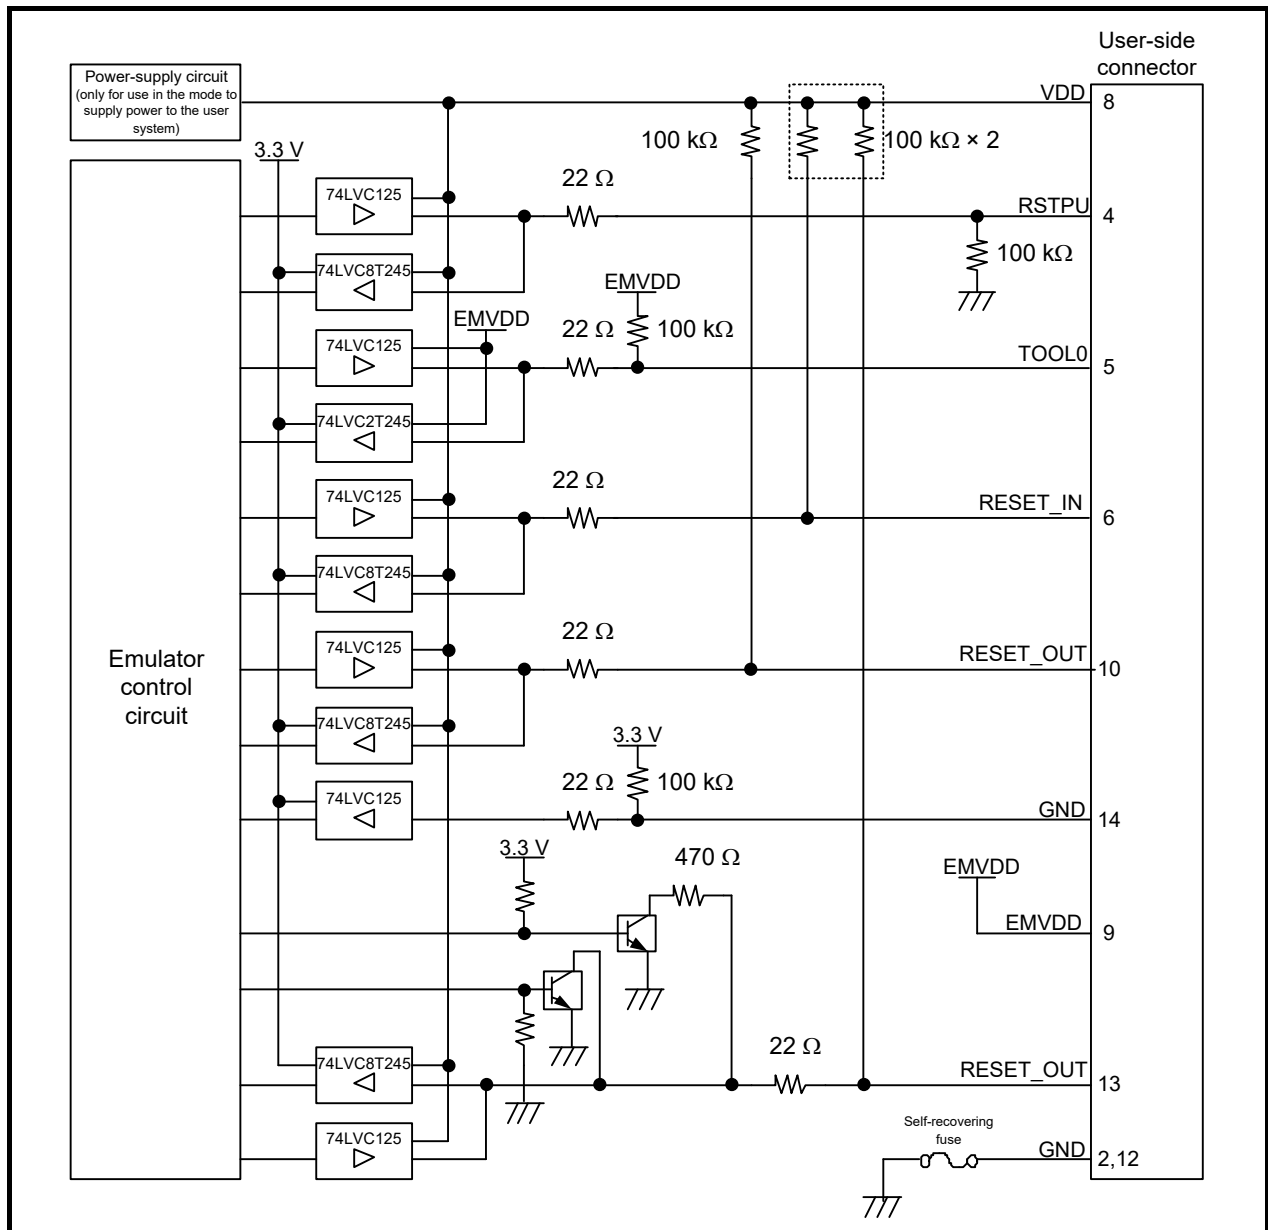 User-side
connector
Power-supply circuit
(only for use in the mode to
supply power to the user
system)
VDD
8
3.3 V
100 kΩ
100 kΩ × 2
74LVC125
22 Ω
RSTPU
4
100 kΩ
74LVC8T245
EMVDD
EMVDD
74LVC125
22 Ω
100 kΩ
TOOL0
5
74LVC2T245
74LVC125
22 Ω
RESET_IN
6
74LVC8T245
Emulator
control
circuit
74LVC125
22 Ω
RESET_OUT
10
74LVC8T245
3.3 V
74LVC125
22 Ω
100 kΩ
GND
14
3.3 V
470 Ω
EMVDD
EMVDD
9
74LVC8T245
22 Ω
RESET_OUT
13
74LVC125
Self-recovering
fuse
GND
2,12